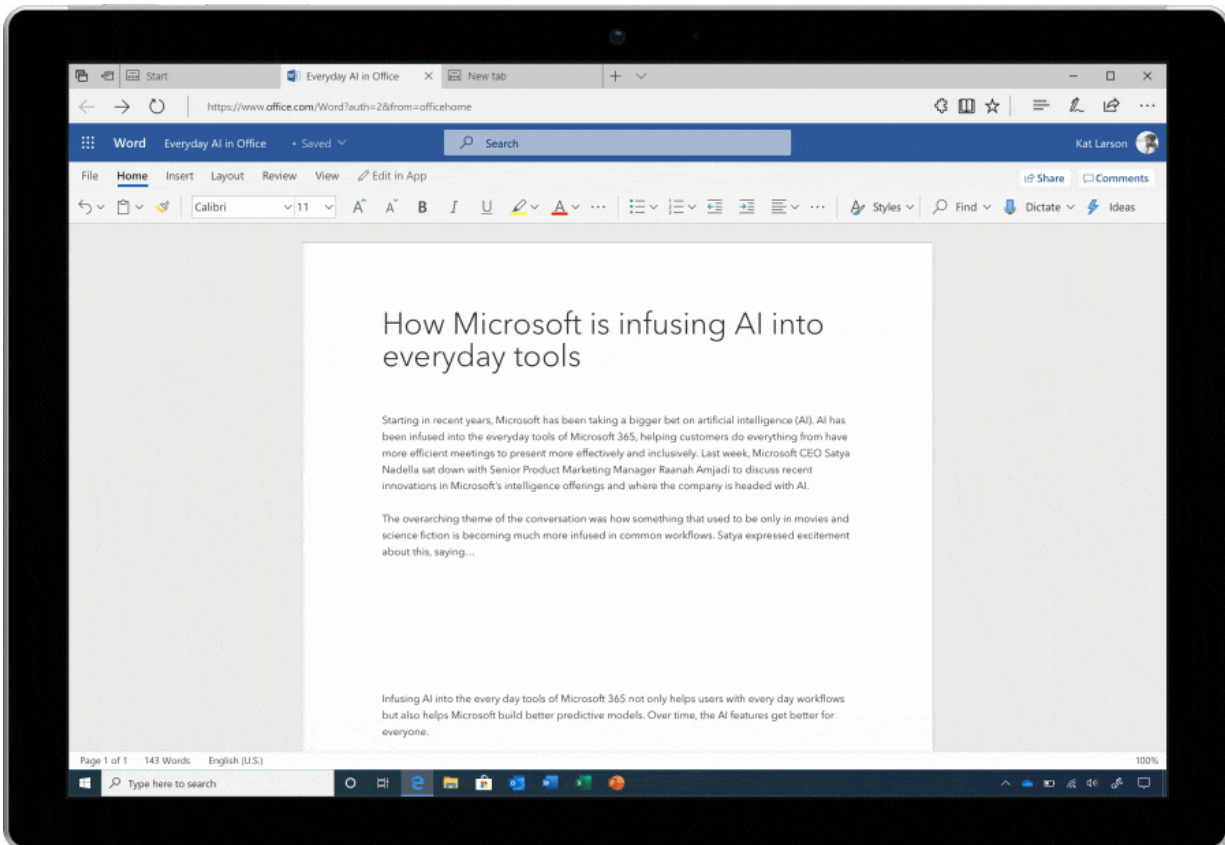 Start
Everyday AI in Office
New tab
https://www.office.com/Word?auth=2&from=officehome
Word Everyday AI in Office • Saved Search Kat Larson
File Home Insert Layout Review View Edit in App Share Comments
Calibri 11 A A B I U A ... ... Styles Find Dictate Ideas
How Microsoft is infusing AI into
everyday tools
Starting in recent years, Microsoft has been taking a bigger bet on artificial intelligence (AI). AI has
been infused into the everyday tools of Microsoft 365, helping customers do everything from have
more efficient meetings to present more effectively and inclusively. Last week, Microsoft CEO Satya
Nadella sat down with Senior Product Marketing Manager Raanah Amjadi to discuss recent
innovations in Microsoft's intelligence offerings and where the company is headed with AI.
The overarching theme of the conversation was how something that used to be only in movies and
science fiction is becoming much more infused in common workflows. Satya expressed excitement
about this, saying...
Infusing AI into the every day tools of Microsoft 365 not only helps users with every day workflows
but also helps Microsoft build better predictive models. Over time, the AI features get better for
everyone.
Page 1 of 1 143 Words English (U.S.) 100%
Type here to search